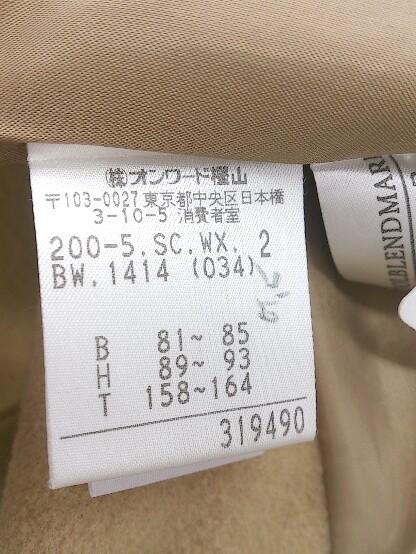 ㈱オンワード樫山
〒103-0027 東京都中央区日本橋
3-10-5 消費者室
200-5.SC.WX. 2
BW.1414 (034)
B 81~ 85
H 89~ 93
T 158~164
319490